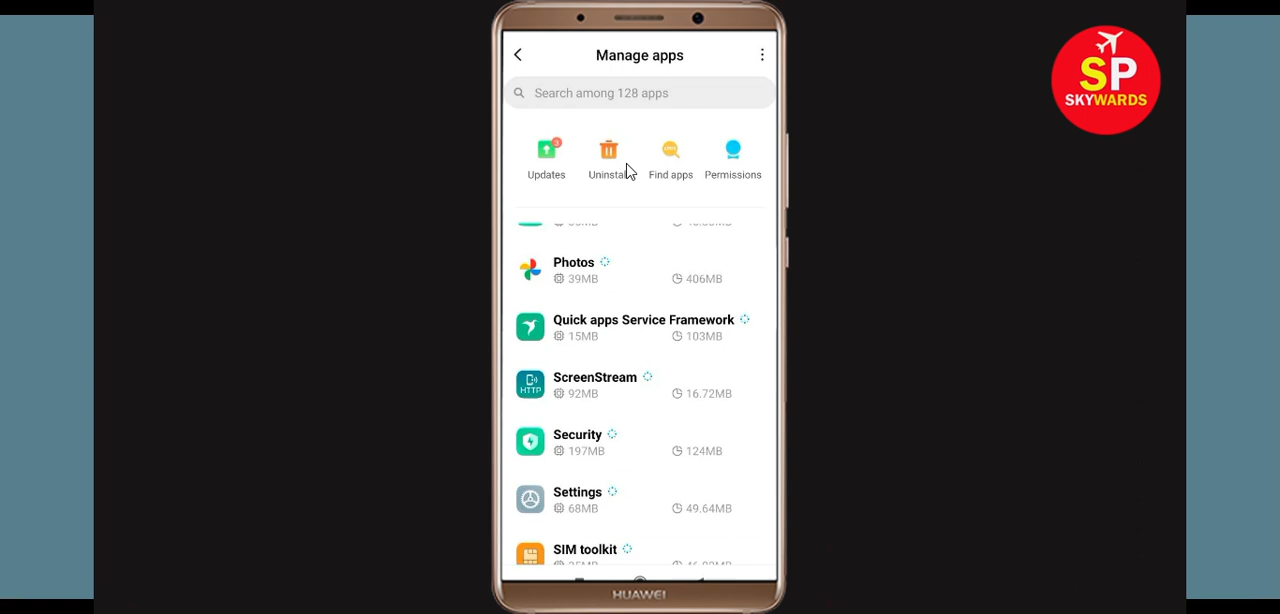 Manage apps
Search among 128 apps
3
Updates
Find apps
Permissions
Photos
39MB 406MB
Quick apps Service Framework
15MB 103MB
HTTP
ScreenStream
92MB 16.72MB
Security
197MB 124MB
Settings
68MB 49.64MB
SIM toolkit
HUAWEI
SP
SKYWARDS